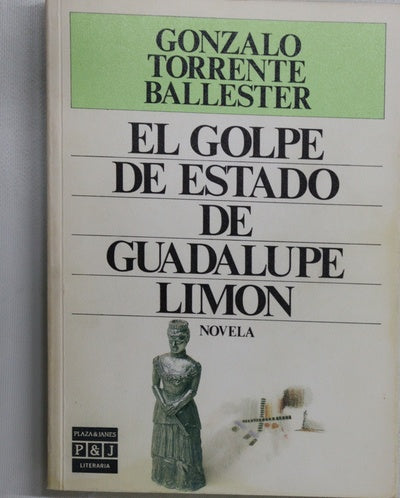 GONZALO
TORRENTE
BALLESTER
EL GOLPE
DE ESTADO
DE
GUADALUPE
LIMON
NOVELA
PLAZA & JANES
P&J
LITERARIA